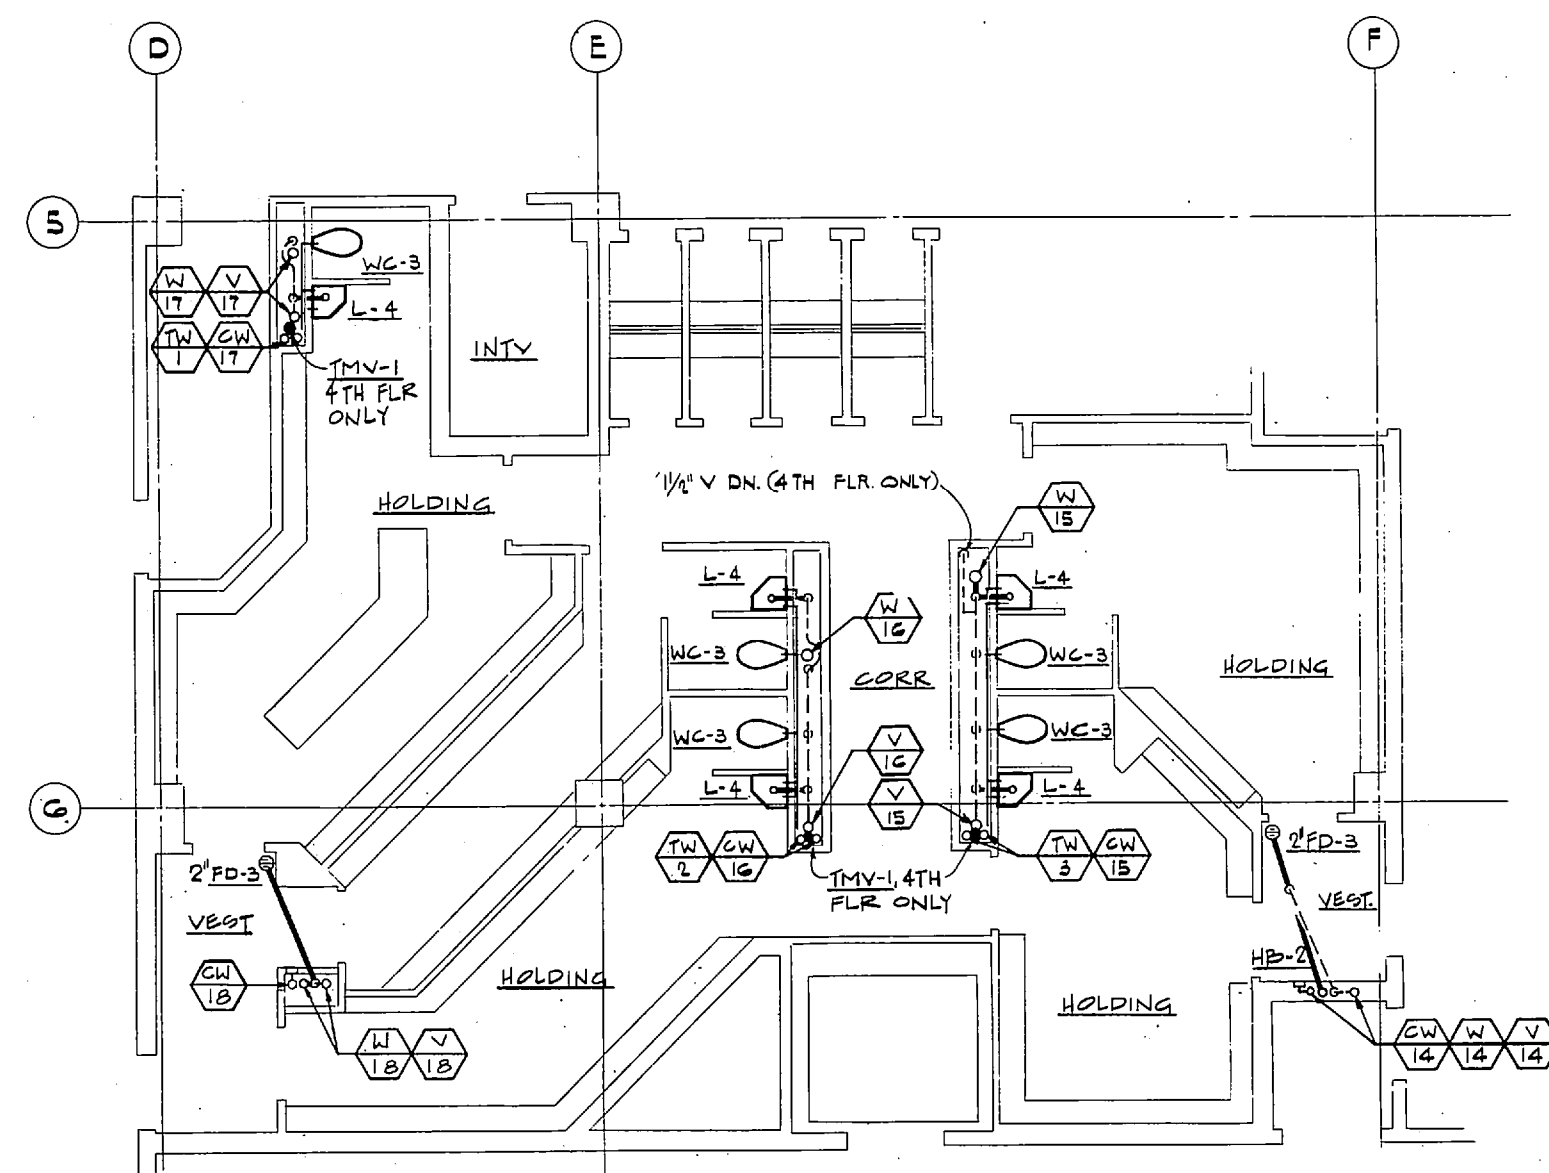 D
E
F
5
WC-3
W 17
V 17
L-4
TW 1
CW 17
INTV
TMV-1
4TH FLR
ONLY
1½" V DN. (4TH FLR. ONLY)
HOLDING
W 15
L-4
L-4
W 16
WC-3
WC-3
CORR
HOLDING
WC-3
WC-3
V 16
L-4
L-4
V 15
6
2" FD-3
TW 2
CW 16
TW 3
CW 15
2" FD-3
TMV-1, 4TH
FLR ONLY
VEST.
VEST
HB-2
CW 18
HOLDING
HOLDING
W 18
V 18
CW 14
W 14
V 14